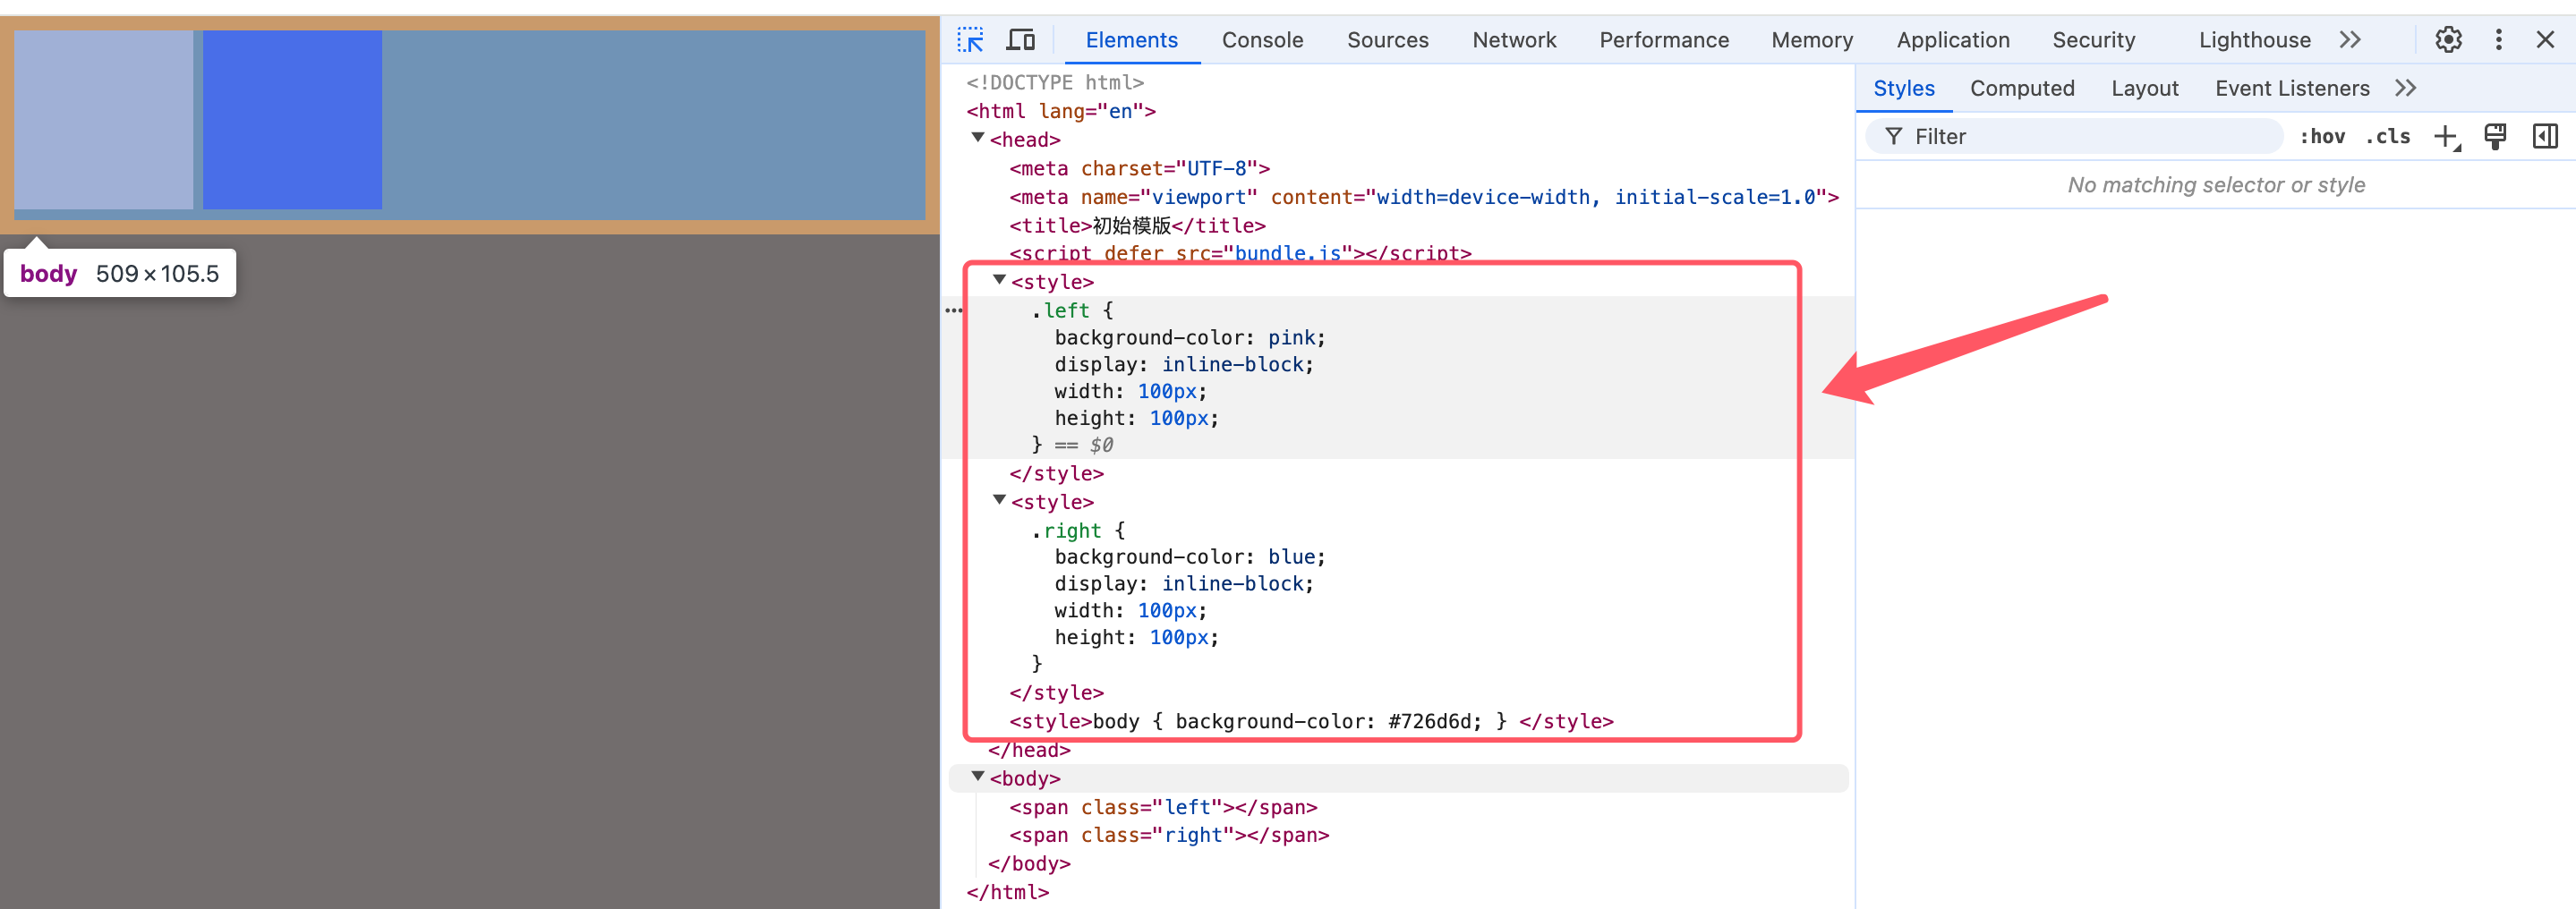 Elements Console Sources Network Performance Memory Application Security Lighthouse
Styles Computed Layout Event Listeners
Filter :hov .cls
No matching selector or style
<!DOCTYPE html>
<html lang="en">
<head>
<meta charset="UTF-8">
<meta name="viewport" content="width=device-width, initial-scale=1.0">
<title>初始模版</title>
<script defer src="bundle.js"></script>
<style>
.left {
background-color: pink;
display: inline-block;
width: 100px;
height: 100px;
} == $0
</style>
<style>
.right {
background-color: blue;
display: inline-block;
width: 100px;
height: 100px;
}
</style>
<style>body { background-color: #726d6d; } </style>
</head>
<body>
<span class="left"></span>
<span class="right"></span>
</body>
</html>
body 509×105.5